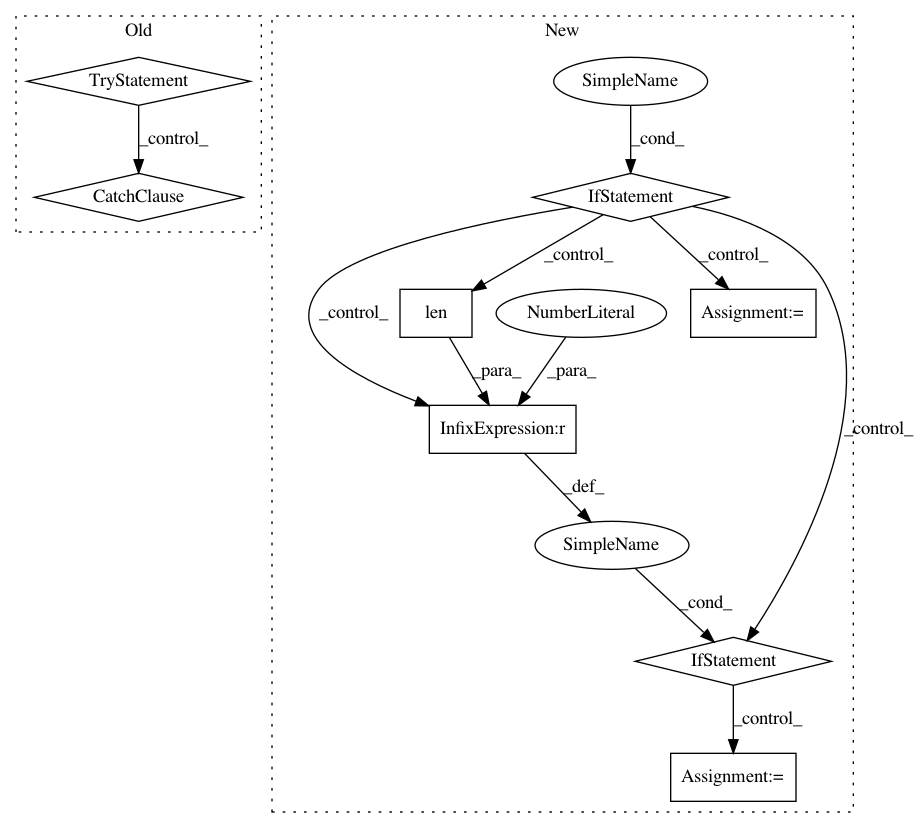 Old
New
TryStatement
SimpleName
_control_
_cond_
CatchClause
IfStatement
_control_
_control_
_control_
len
NumberLiteral
Assignment:=
_para_
_para_
InfixExpression:r
_control_
_def_
SimpleName
_cond_
IfStatement
_control_
Assignment:=